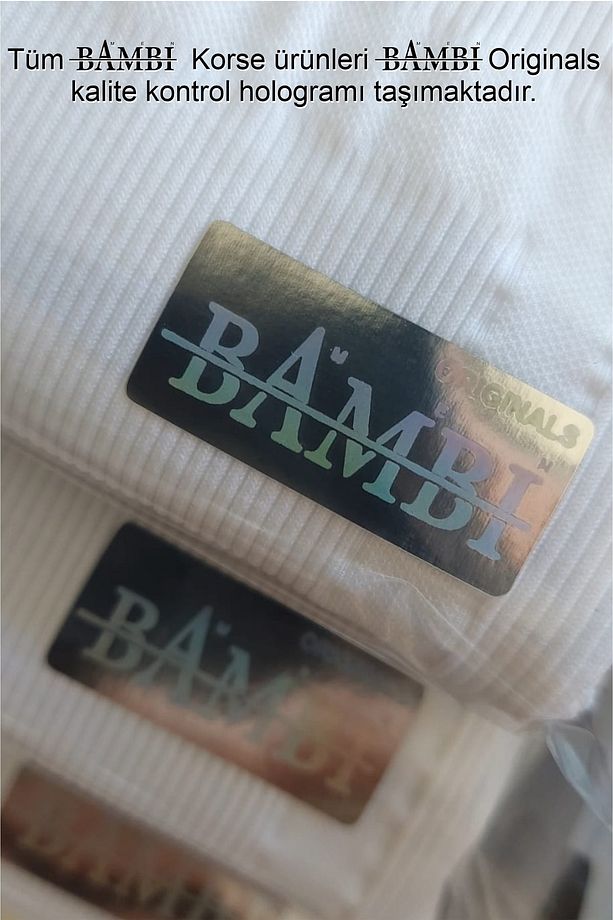 Tüm BAMBI Korse ürünleri BAMBI Originals
kalite kontrol hologramı taşımaktadır.
ORIGINALS
BAMBI
BAMBI